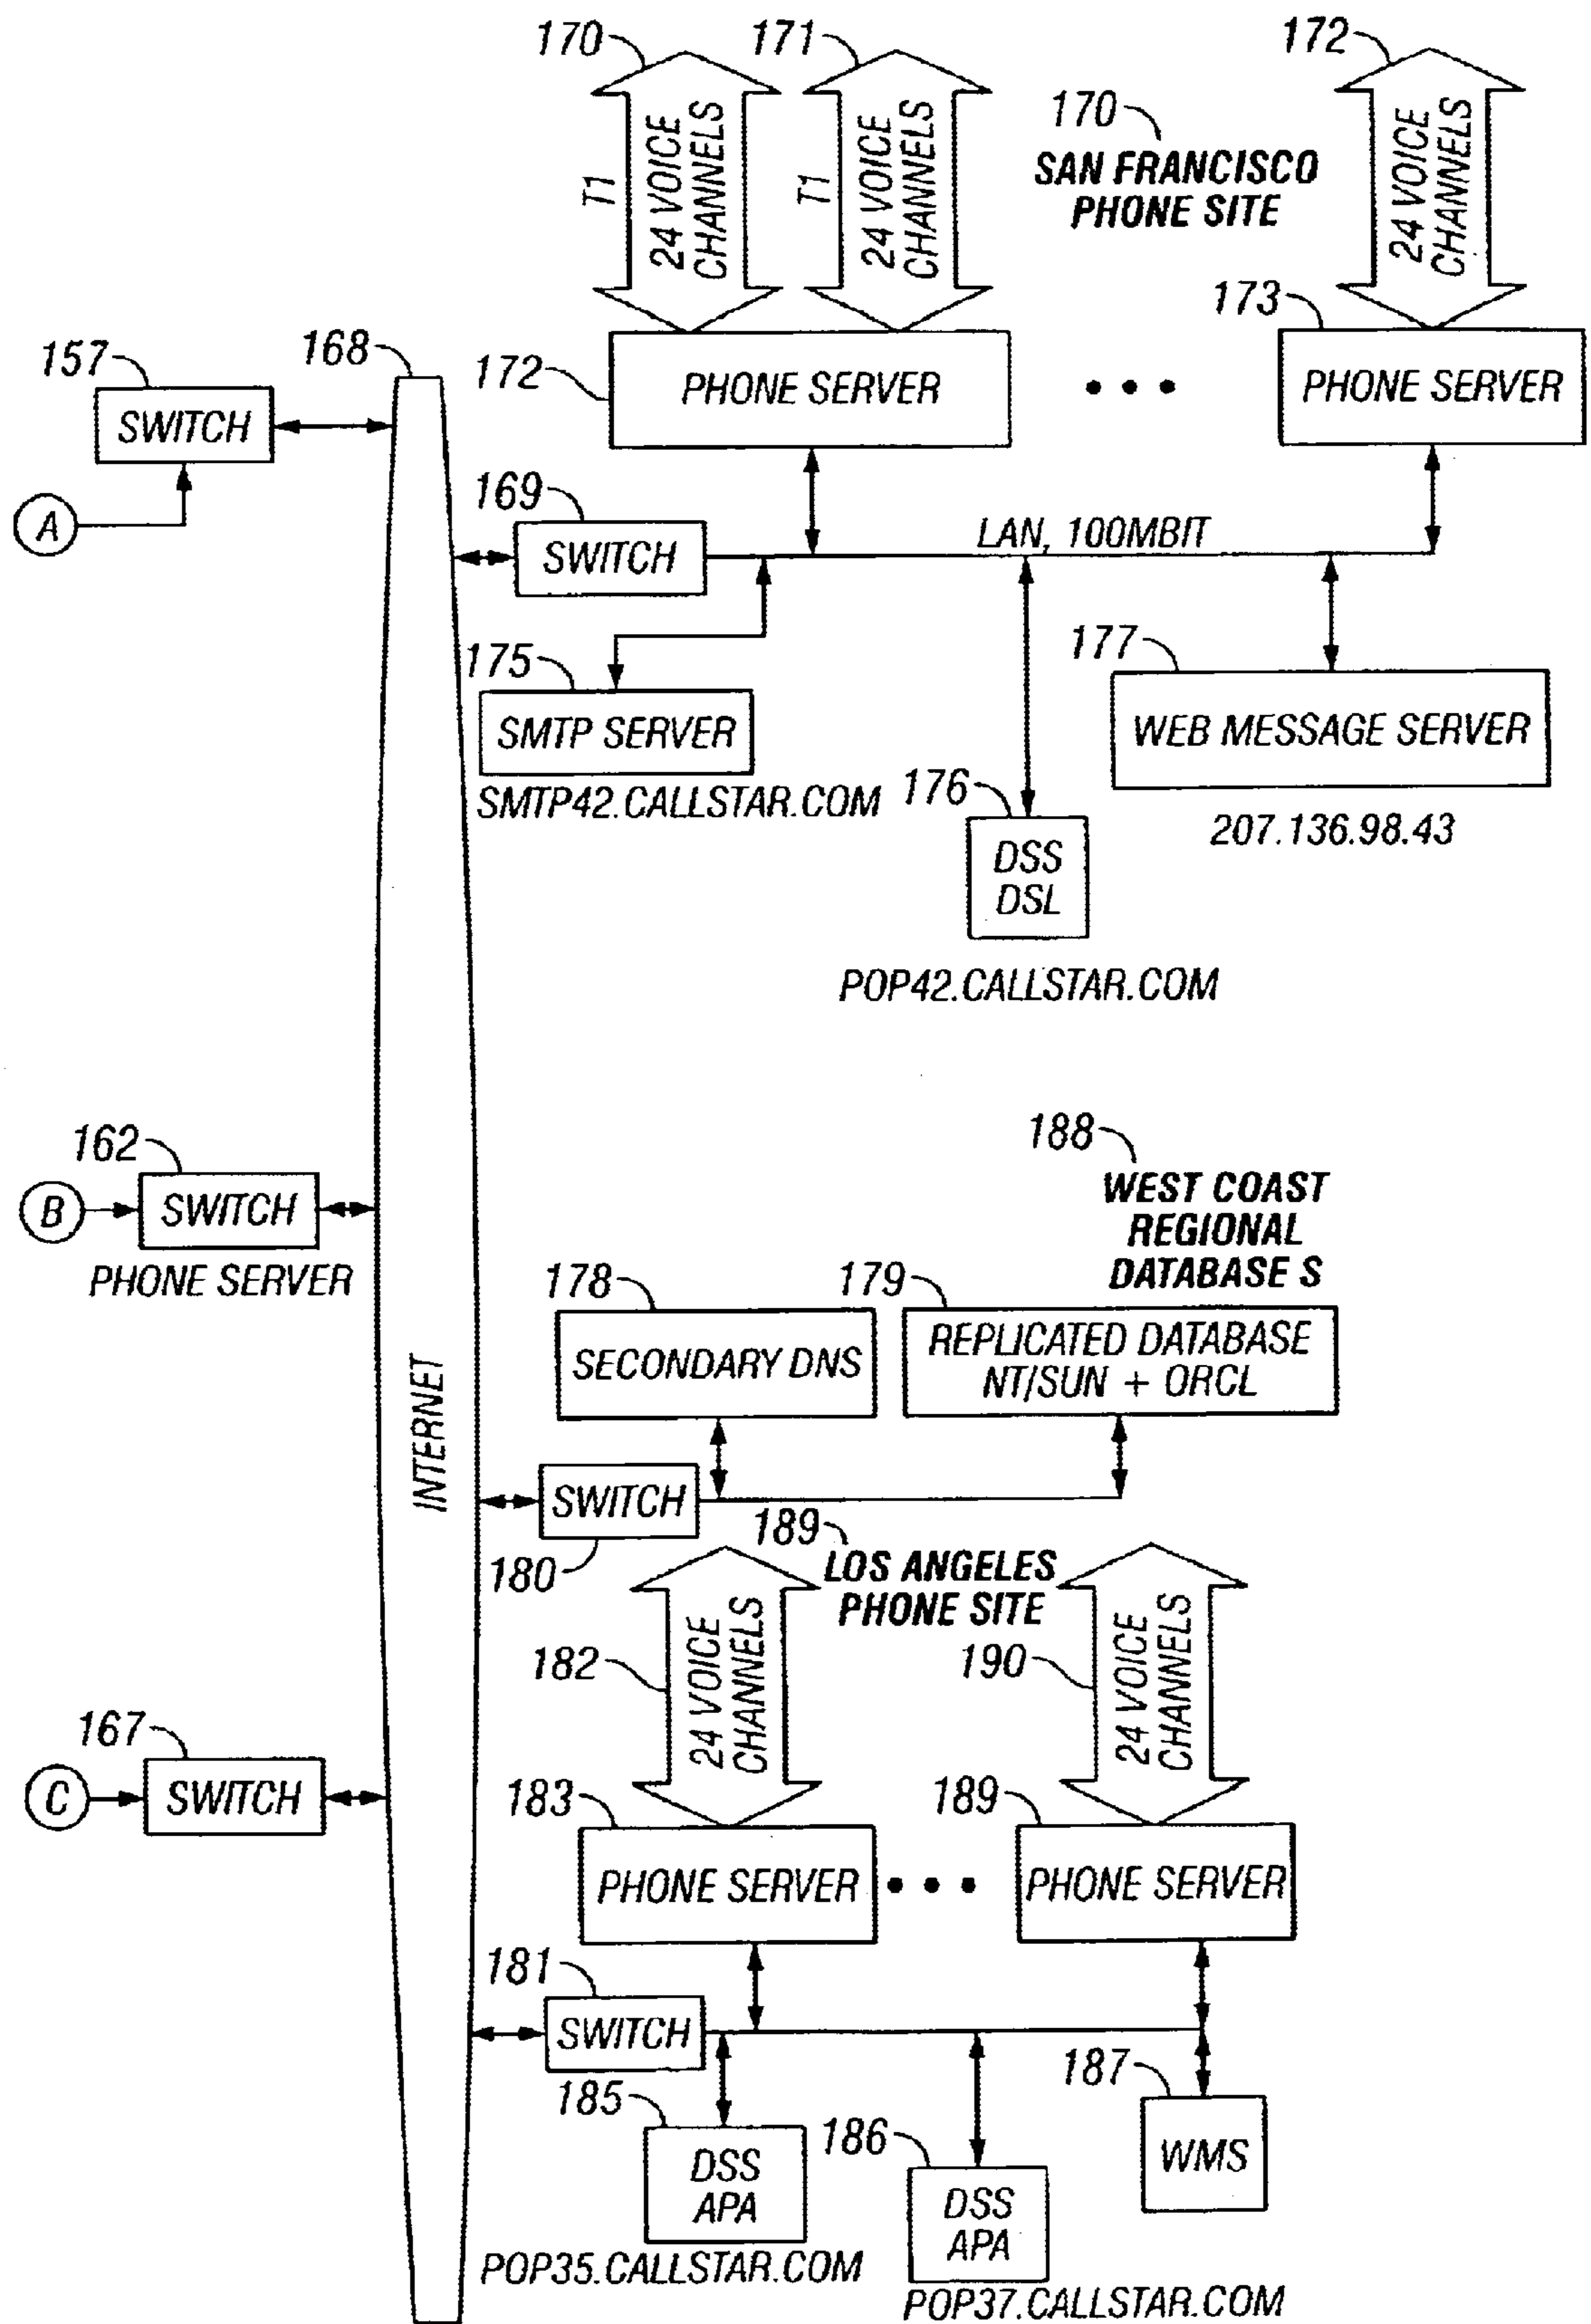 170
171
172
T1
24 VOICE
CHANNELS
T1
24 VOICE
CHANNELS
170
SAN FRANCISCO
PHONE SITE
24 VOICE
CHANNELS
157
168
172
173
SWITCH
PHONE SERVER
PHONE SERVER
A
169
SWITCH
LAN, 100MBIT
175
177
SMTP SERVER
WEB MESSAGE SERVER
SMTP42.CALLSTAR.COM
176
207.136.98.43
DSS
DSL
POP42.CALLSTAR.COM
162
188
B
SWITCH
WEST COAST
REGIONAL
DATABASE S
PHONE SERVER
178
179
SECONDARY DNS
REPLICATED DATABASE
NT/SUN + ORCL
INTERNET
SWITCH
180
189
LOS ANGELES
PHONE SITE
182
24 VOICE
CHANNELS
190
24 VOICE
CHANNELS
167
C
SWITCH
183
189
PHONE SERVER
PHONE SERVER
181
SWITCH
185
186
187
DSS
APA
DSS
APA
WMS
POP35.CALLSTAR.COM
POP37.CALLSTAR.COM